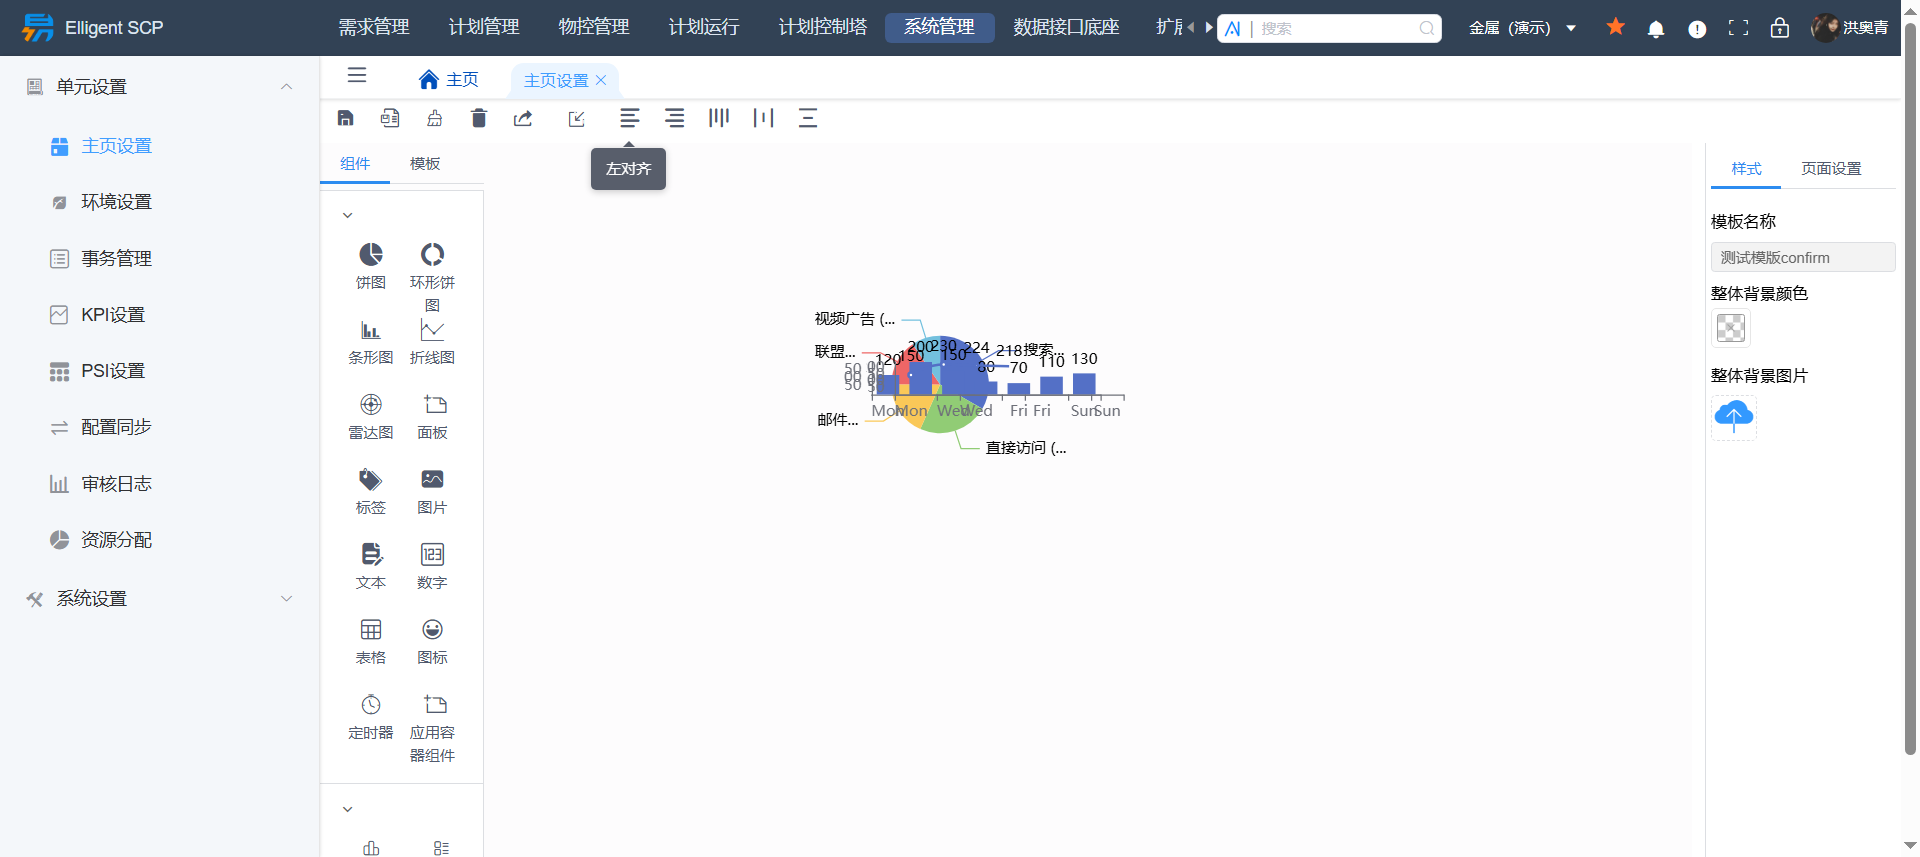 Elligent SCP
需求管理
计划管理
物控管理
计划运行
计划控制塔
系统管理
数据接口底座
搜索
金属（演示）
洪奥青
单元设置
主页设置
环境设置
事务管理
KPI设置
PSI设置
配置同步
审核日志
资源分配
系统设置
主页
主页设置
左对齐
组件
模板
饼图
环形饼
图
条形图
折线图
雷达图
面板
标签
图片
文本
数字
表格
图标
定时器
应用容
器组件
视频广告 (...
联盟...
邮件...
直接访问 (...
搜索...
120
200
150
230
150
224
80
218
70
110
130
Mon
Mon
Wed
Wed
Fri
Fri
Sun
Sun
样式
页面设置
模板名称
测试模版confirm
整体背景颜色
整体背景图片